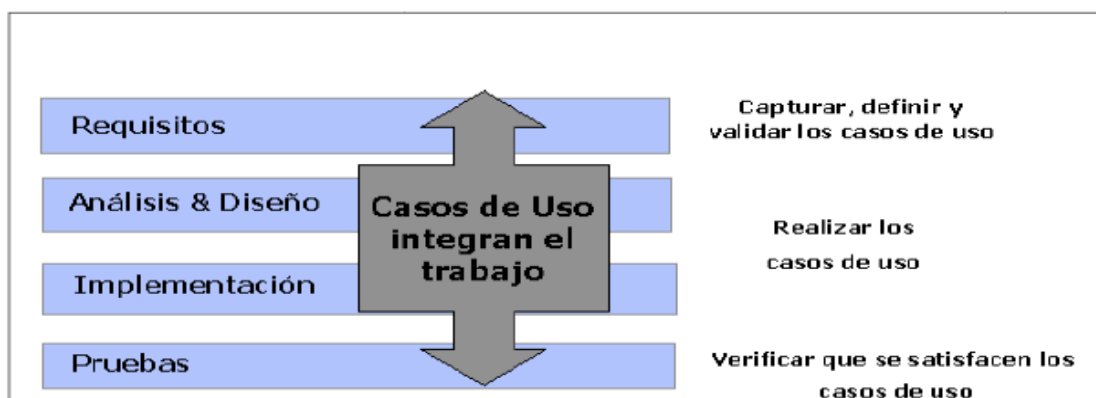 Requisitos
Capturar, definir y
validar los casos de uso
Análisis & Diseño
Casos de Uso
integran el
trabajo
Realizar los
casos de uso
Implementación
Pruebas
Verificar que se satisfacen los
casos de uso